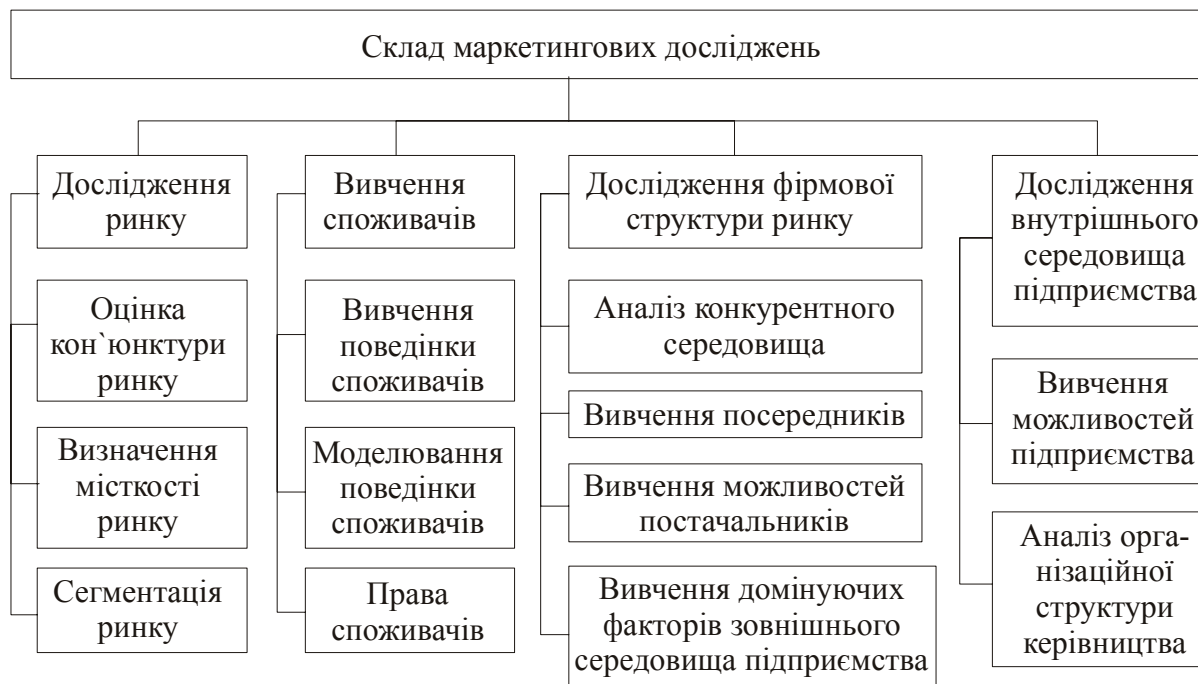 Склад маркетингових досліджень
Дослідження
ринку
Оцінка
кон`юнктури
ринку
Визначення
місткості
ринку
Сегментація
ринку
Вивчення
споживачів
Вивчення
поведінки
споживачів
Моделювання
поведінки
споживачів
Права
споживачів
Дослідження фірмової
структури ринку
Аналіз конкурентного
середовища
Вивчення посередників
Вивчення можливостей
постачальників
Вивчення домінуючих
факторів зовнішнього
середовища підприємства
Дослідження
внутрішнього
середовища
підприємства
Вивчення
можливостей
підприємства
Аналіз орга-
нізаційної
структури
керівництва